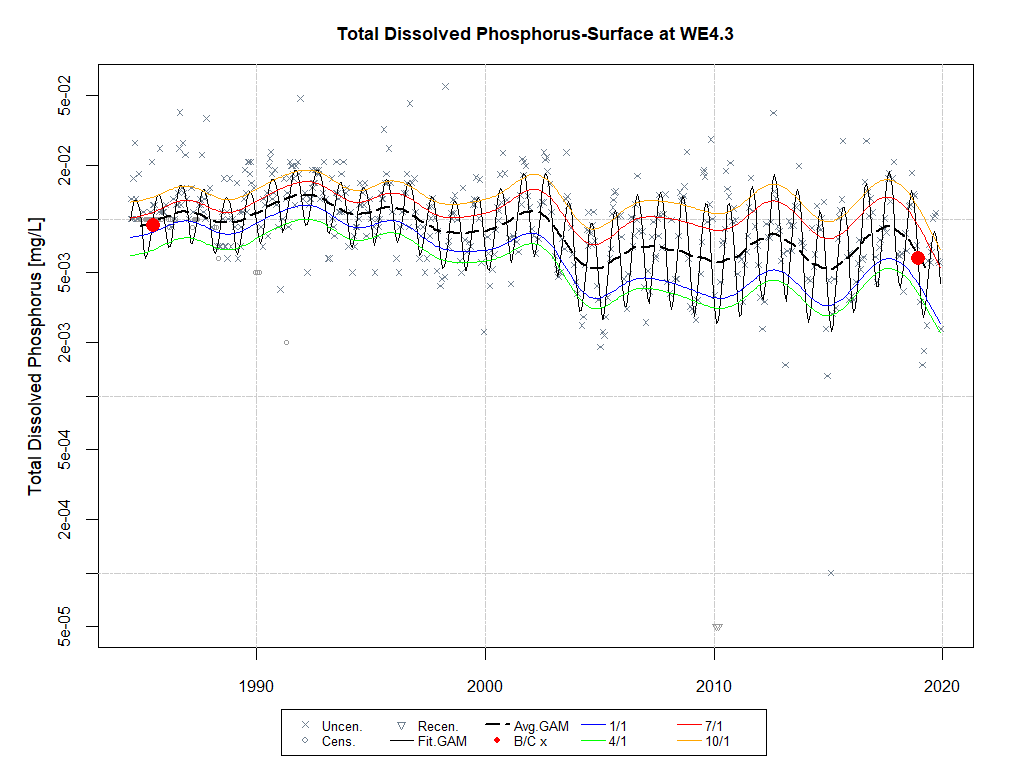 Total Dissolved Phosphorus-Surface at WE4.3
Total Dissolved Phosphorus [mg/L]
5e-02
2e-02
5e-03
2e-03
5e-04
2e-04
5e-05
1990 2000 2010 2020
Uncen. Recen. Avg.GAM 1/1 7/1
Cens. Fit.GAM B/C x 4/1 10/1